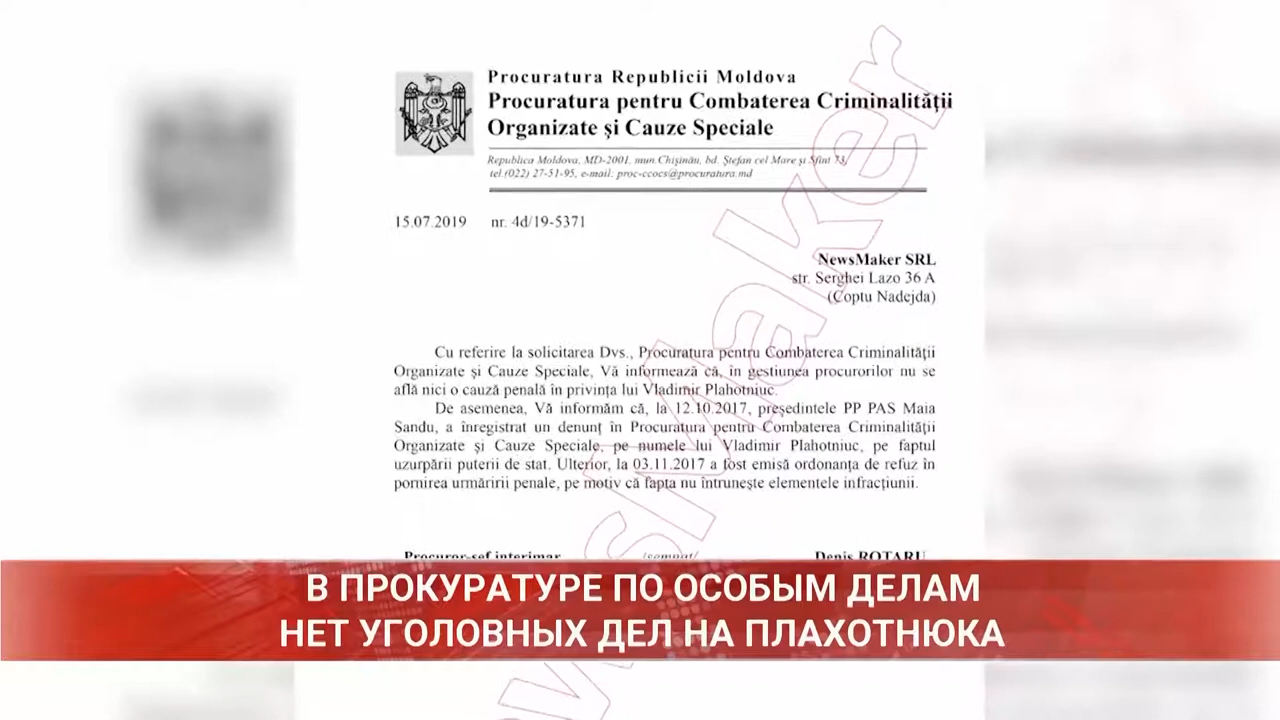 Procuratura Republicii Moldova
Procuratura pentru Combaterea Criminalității
Organizate și Cauze Speciale
Republica Moldova, MD-2001, mun.Chișinău, bd. Ștefan cel Mare și Sfînt 73,
tel.(022) 27-51-95, e-mail: proc-ccocs@procuratura.md
15.07.2019 nr. 4d/19-5371
NewsMaker SRL
str. Serghei Lazo 36 A
(Coptu Nadejda)
Cu referire la solicitarea Dvs., Procuratura pentru Combaterea Criminalității
Organizate și Cauze Speciale, Vă informează că, în gestiunea procurorilor nu se
află nici o cauză penală în privința lui Vladimir Plahotniuc.
De asemenea, Vă informăm că, la 12.10.2017, președintele PP PAS Maia
Sandu, a înregistrat un denunț în Procuratura pentru Combaterea Criminalității
Organizate și Cauze Speciale, pe numele lui Vladimir Plahotniuc, pe faptul
uzurpării puterii de stat. Ulterior, la 03.11.2017 a fost emisă ordonanța de refuz în
pornirea urmăririi penale, pe motiv că fapta nu întrunește elementele infracțiunii.
Procuror-șef interimar /semnat/ Denis ROTARU
В ПРОКУРАТУРЕ ПО ОСОБЫМ ДЕЛАМ
НЕТ УГОЛОВНЫХ ДЕЛ НА ПЛАХОТНЮКА